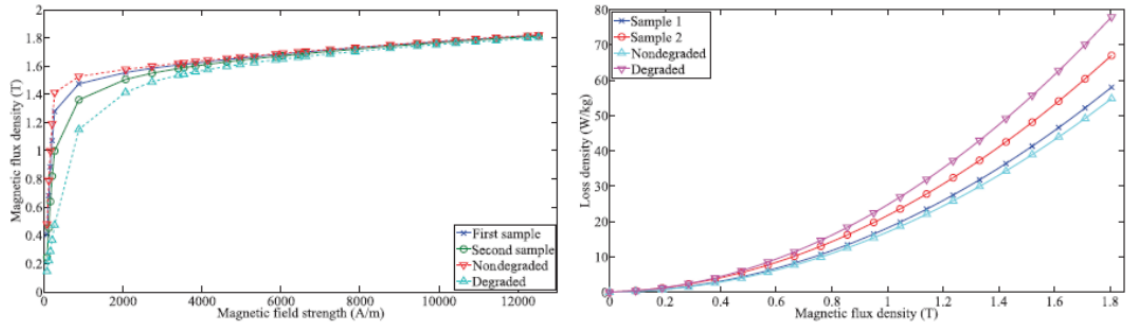 2
1.8
1.6
1.4
1.2
1
0.8
0.6
0.4
0.2
0
Magnetic flux density (T)
First sample
Second sample
Nondegraded
Degraded
0 2000 4000 6000 8000 10000 12000
Magnetic field strength (A/m)
80
70
60
50
40
30
20
10
0
Loss density (W/kg)
Sample 1
Sample 2
Nondegraded
Degraded
0 0.2 0.4 0.6 0.8 1 1.2 1.4 1.6 1.8
Magnetic flux density (T)